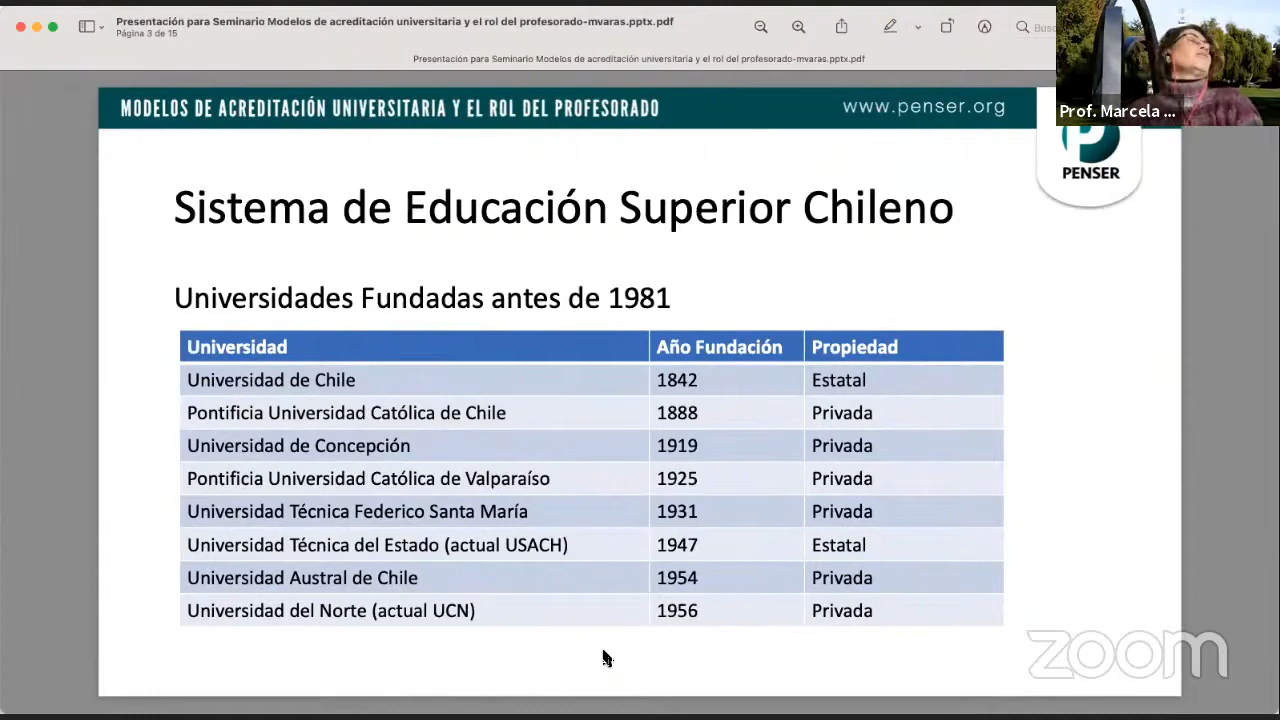 Presentación para Seminario Modelos de acreditación universitaria y el rol del profesorado-mvaras.pptx.pdf
Página 3 de 15
Busc
Presentación para Seminario Modelos de acreditación universitaria y el rol del profesorado-mvaras.pptx.pdf
Prof. Marcela ...
MODELOS DE ACREDITACIÓN UNIVERSITARIA Y EL ROL DEL PROFESORADO
www.penser.org
PENSER
Sistema de Educación Superior Chileno
Universidades Fundadas antes de 1981
Universidad Año Fundación Propiedad
Universidad de Chile 1842 Estatal
Pontificia Universidad Católica de Chile 1888 Privada
Universidad de Concepción 1919 Privada
Pontificia Universidad Católica de Valparaíso 1925 Privada
Universidad Técnica Federico Santa María 1931 Privada
Universidad Técnica del Estado (actual USACH) 1947 Estatal
Universidad Austral de Chile 1954 Privada
Universidad del Norte (actual UCN) 1956 Privada
zoom